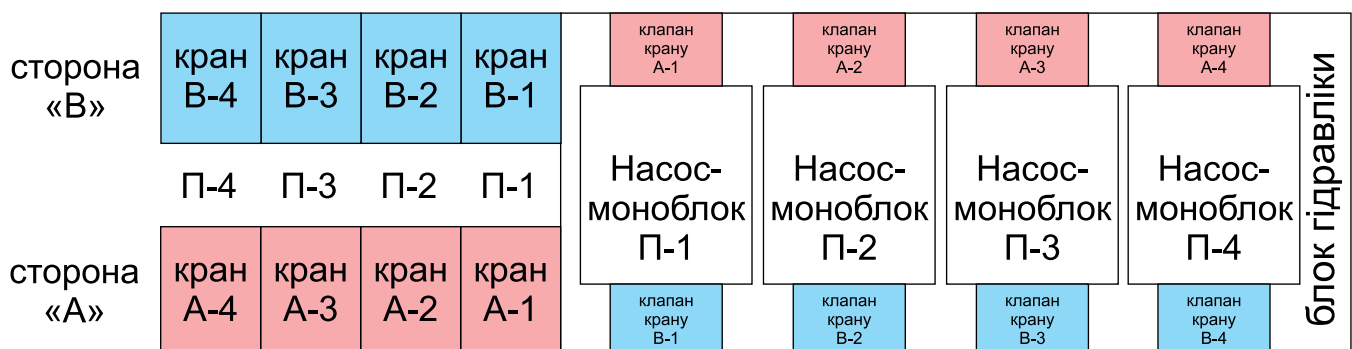 сторона
«В»
кран
В-4
кран
В-3
кран
В-2
кран
В-1
П-4
П-3
П-2
П-1
сторона
«А»
кран
А-4
кран
А-3
кран
А-2
кран
А-1
клапан
крану
А-1
Насос-
моноблок
П-1
клапан
крану
В-1
клапан
крану
А-2
Насос-
моноблок
П-2
клапан
крану
В-2
клапан
крану
А-3
Насос-
моноблок
П-3
клапан
крану
В-3
клапан
крану
А-4
Насос-
моноблок
П-4
клапан
крану
В-4
блок гідравліки